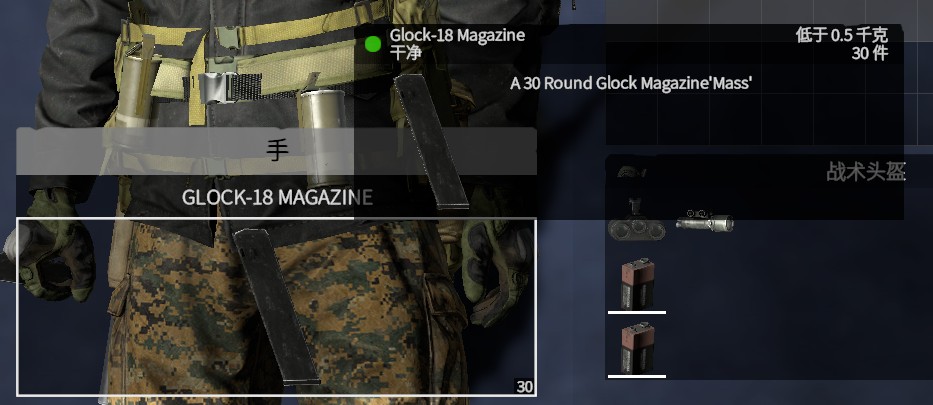 Glock-18 Magazine
干净
低于 0.5 千克
30 件
A 30 Round Glock Magazine'Mass'
手
战术头盔
GLOCK-18 MAGAZINE
30